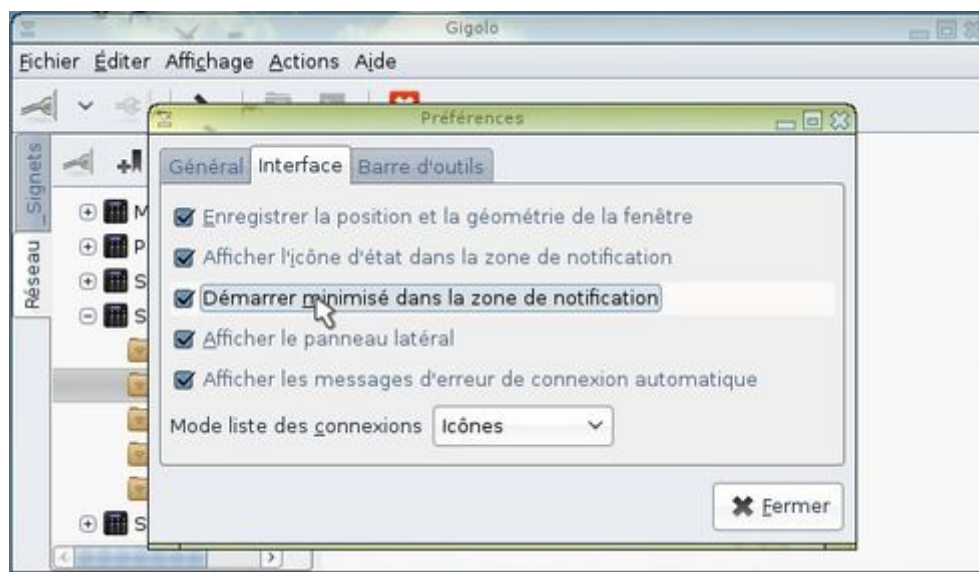 Gigolo
Fichier Éditer Affichage Actions Aide
Préférences
Général Interface Barre d'outils
_Signets
Réseau
M
P
S
S
S
Enregistrer la position et la géométrie de la fenêtre
Afficher l'icône d'état dans la zone de notification
Démarrer minimisé dans la zone de notification
Afficher le panneau latéral
Afficher les messages d'erreur de connexion automatique
Mode liste des connexions Icônes
Fermer